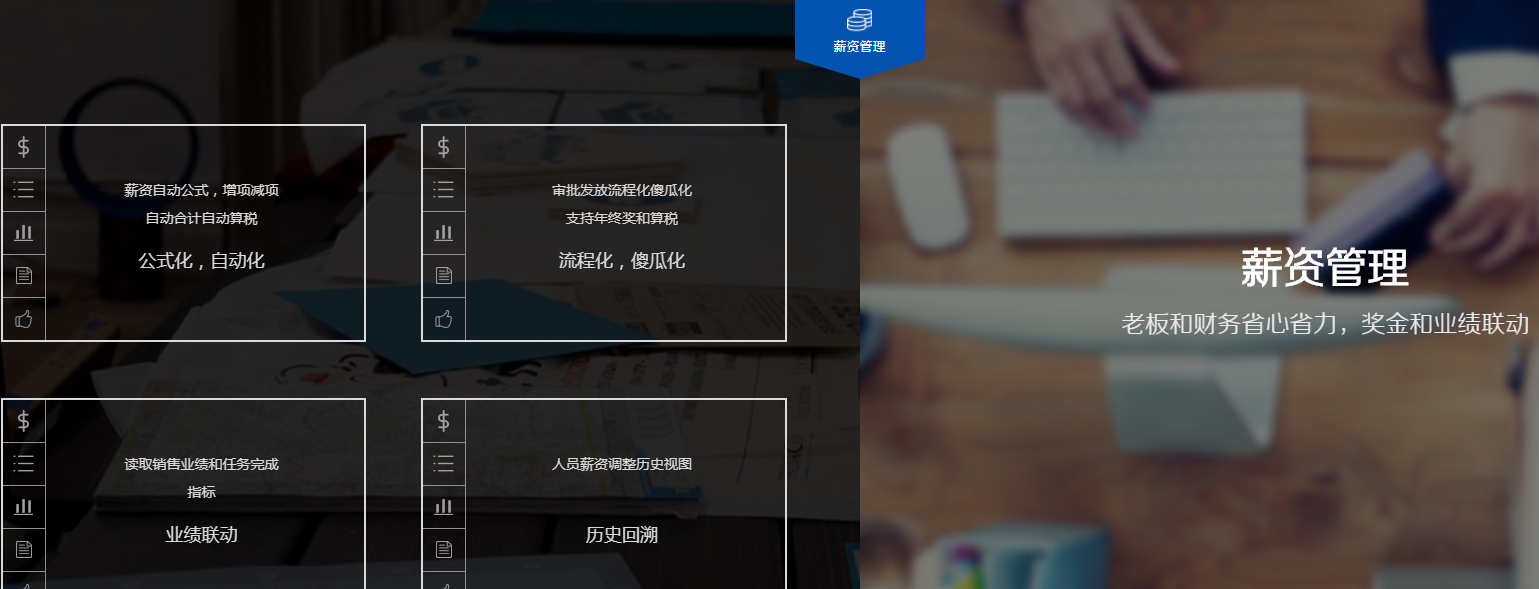 薪资管理
薪资自动公式，增项减项
自动合计自动算税
公式化，自动化
审批发放流程化傻瓜化
支持年终奖和算税
流程化，傻瓜化
读取销售业绩和任务完成
指标
业绩联动
人员薪资调整历史视图
历史回溯
薪资管理
老板和财务省心省力，奖金和业绩联动